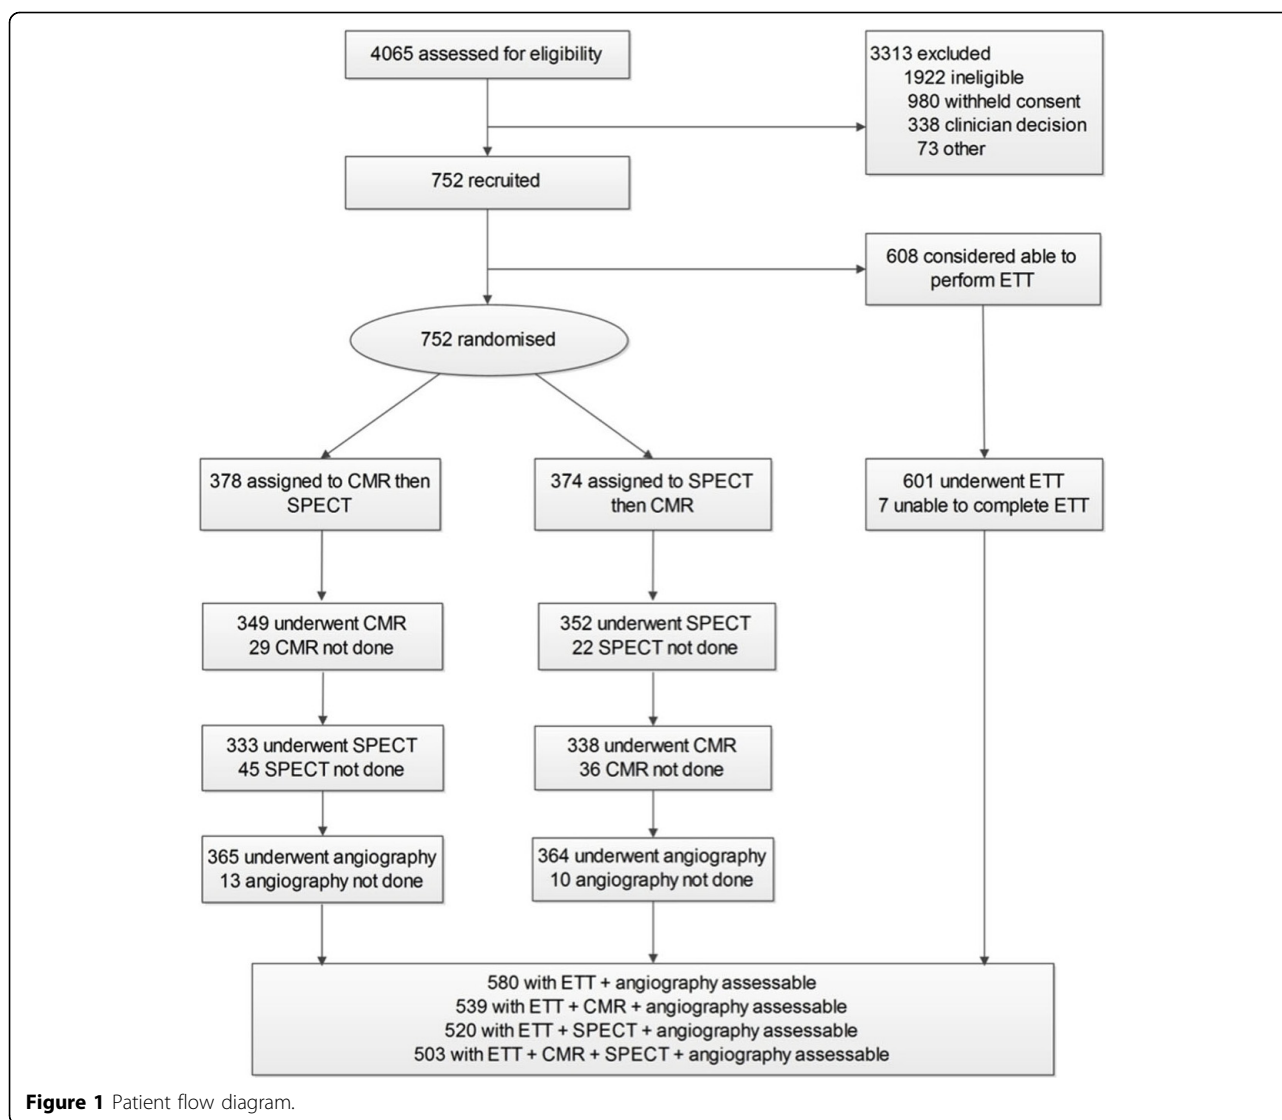 4065 assessed for eligibility
3313 excluded
1922 ineligible
980 withheld consent
338 clinician decision
73 other
752 recruited
608 considered able to
perform ETT
752 randomised
378 assigned to CMR then
SPECT
374 assigned to SPECT
then CMR
601 underwent ETT
7 unable to complete ETT
349 underwent CMR
29 CMR not done
352 underwent SPECT
22 SPECT not done
333 underwent SPECT
45 SPECT not done
338 underwent CMR
36 CMR not done
365 underwent angiography
13 angiography not done
364 underwent angiography
10 angiography not done
580 with ETT + angiography assessable
539 with ETT + CMR + angiography assessable
520 with ETT + SPECT + angiography assessable
503 with ETT + CMR + SPECT + angiography assessable
Figure 1 Patient flow diagram.